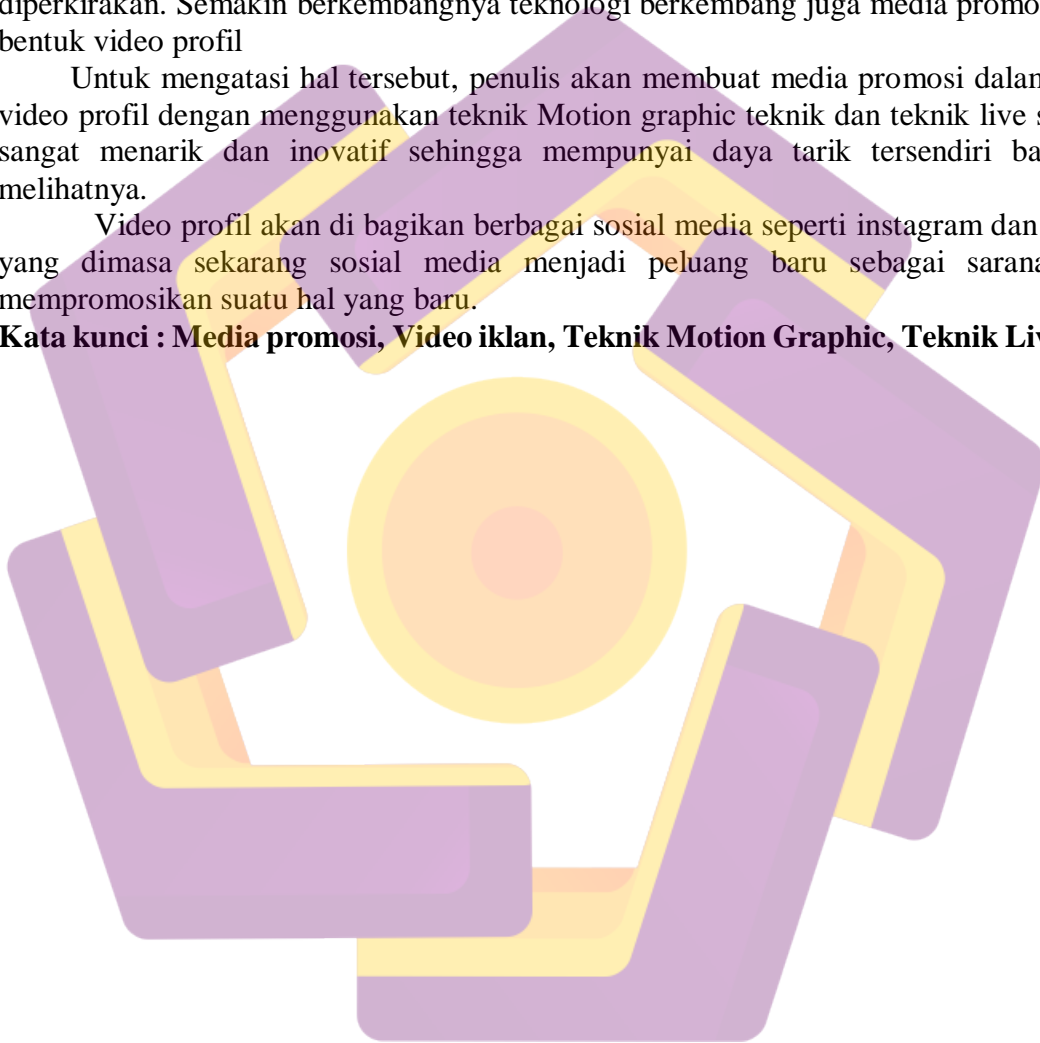 diperkirakan. Semakin berkembangnya teknologi berkembang juga media promo
bentuk video profil
Untuk mengatasi hal tersebut, penulis akan membuat media promosi dalan
video profil dengan menggunakan teknik Motion graphic teknik dan teknik live s
sangat menarik dan inovatif sehingga mempunyai daya tarik tersendiri ba
melihatnya.
Video profil akan di bagikan berbagai sosial media seperti instagram dan
yang dimasa sekarang sosial media menjadi peluang baru sebagai sarana
mempromosikan suatu hal yang baru.
Kata kunci : Media promosi, Video iklan, Teknik Motion Graphic, Teknik Liv